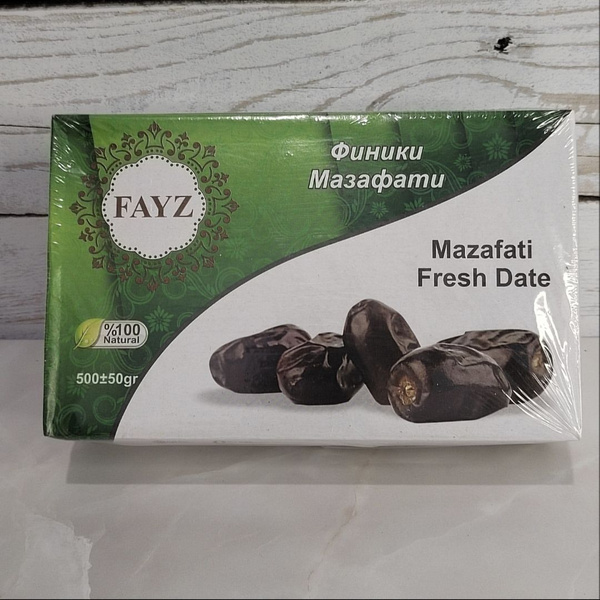 Финики
Мазафати
FAYZ
Mazafati
Fresh Date
%100
Natural
500±50gr